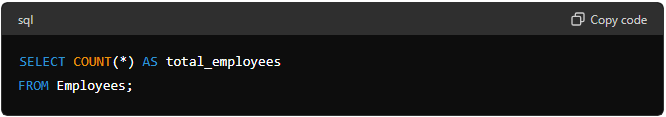 sql
Copy code
SELECT COUNT(*) AS total_employees
FROM Employees;